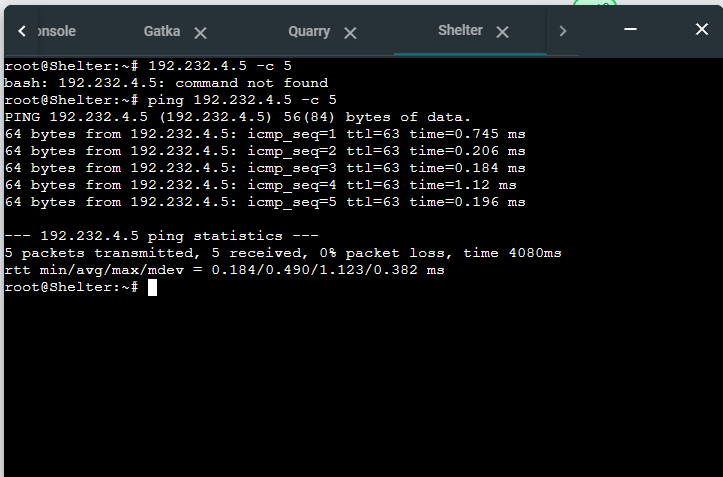 onsole
Gatka
Quarry
Shelter
root@Shelter:~# 192.232.4.5 -c 5
bash: 192.232.4.5: command not found
root@Shelter:~# ping 192.232.4.5 -c 5
PING 192.232.4.5 (192.232.4.5) 56(84) bytes of data.
64 bytes from 192.232.4.5: icmp_seq=1 ttl=63 time=0.745 ms
64 bytes from 192.232.4.5: icmp_seq=2 ttl=63 time=0.206 ms
64 bytes from 192.232.4.5: icmp_seq=3 ttl=63 time=0.184 ms
64 bytes from 192.232.4.5: icmp_seq=4 ttl=63 time=1.12 ms
64 bytes from 192.232.4.5: icmp_seq=5 ttl=63 time=0.196 ms

--- 192.232.4.5 ping statistics ---
5 packets transmitted, 5 received, 0% packet loss, time 4080ms
rtt min/avg/max/mdev = 0.184/0.490/1.123/0.382 ms
root@Shelter:~#